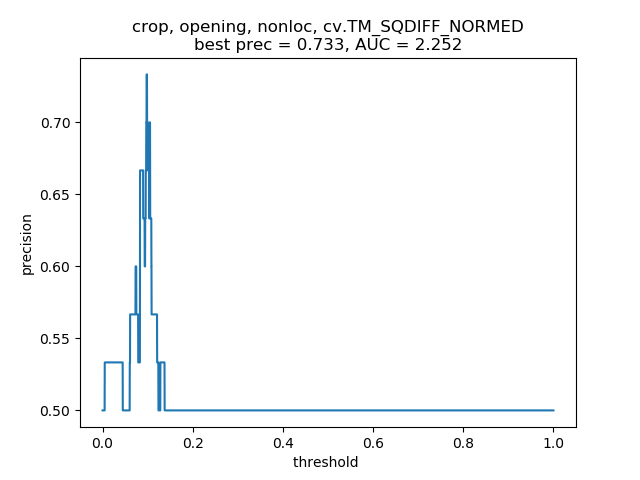 crop, opening, nonloc, cv.TM_SQDIFF_NORMED
best prec = 0.733, AUC = 2.252
precision
0.70
0.65
0.60
0.55
0.50
0.0 0.2 0.4 0.6 0.8 1.0
threshold